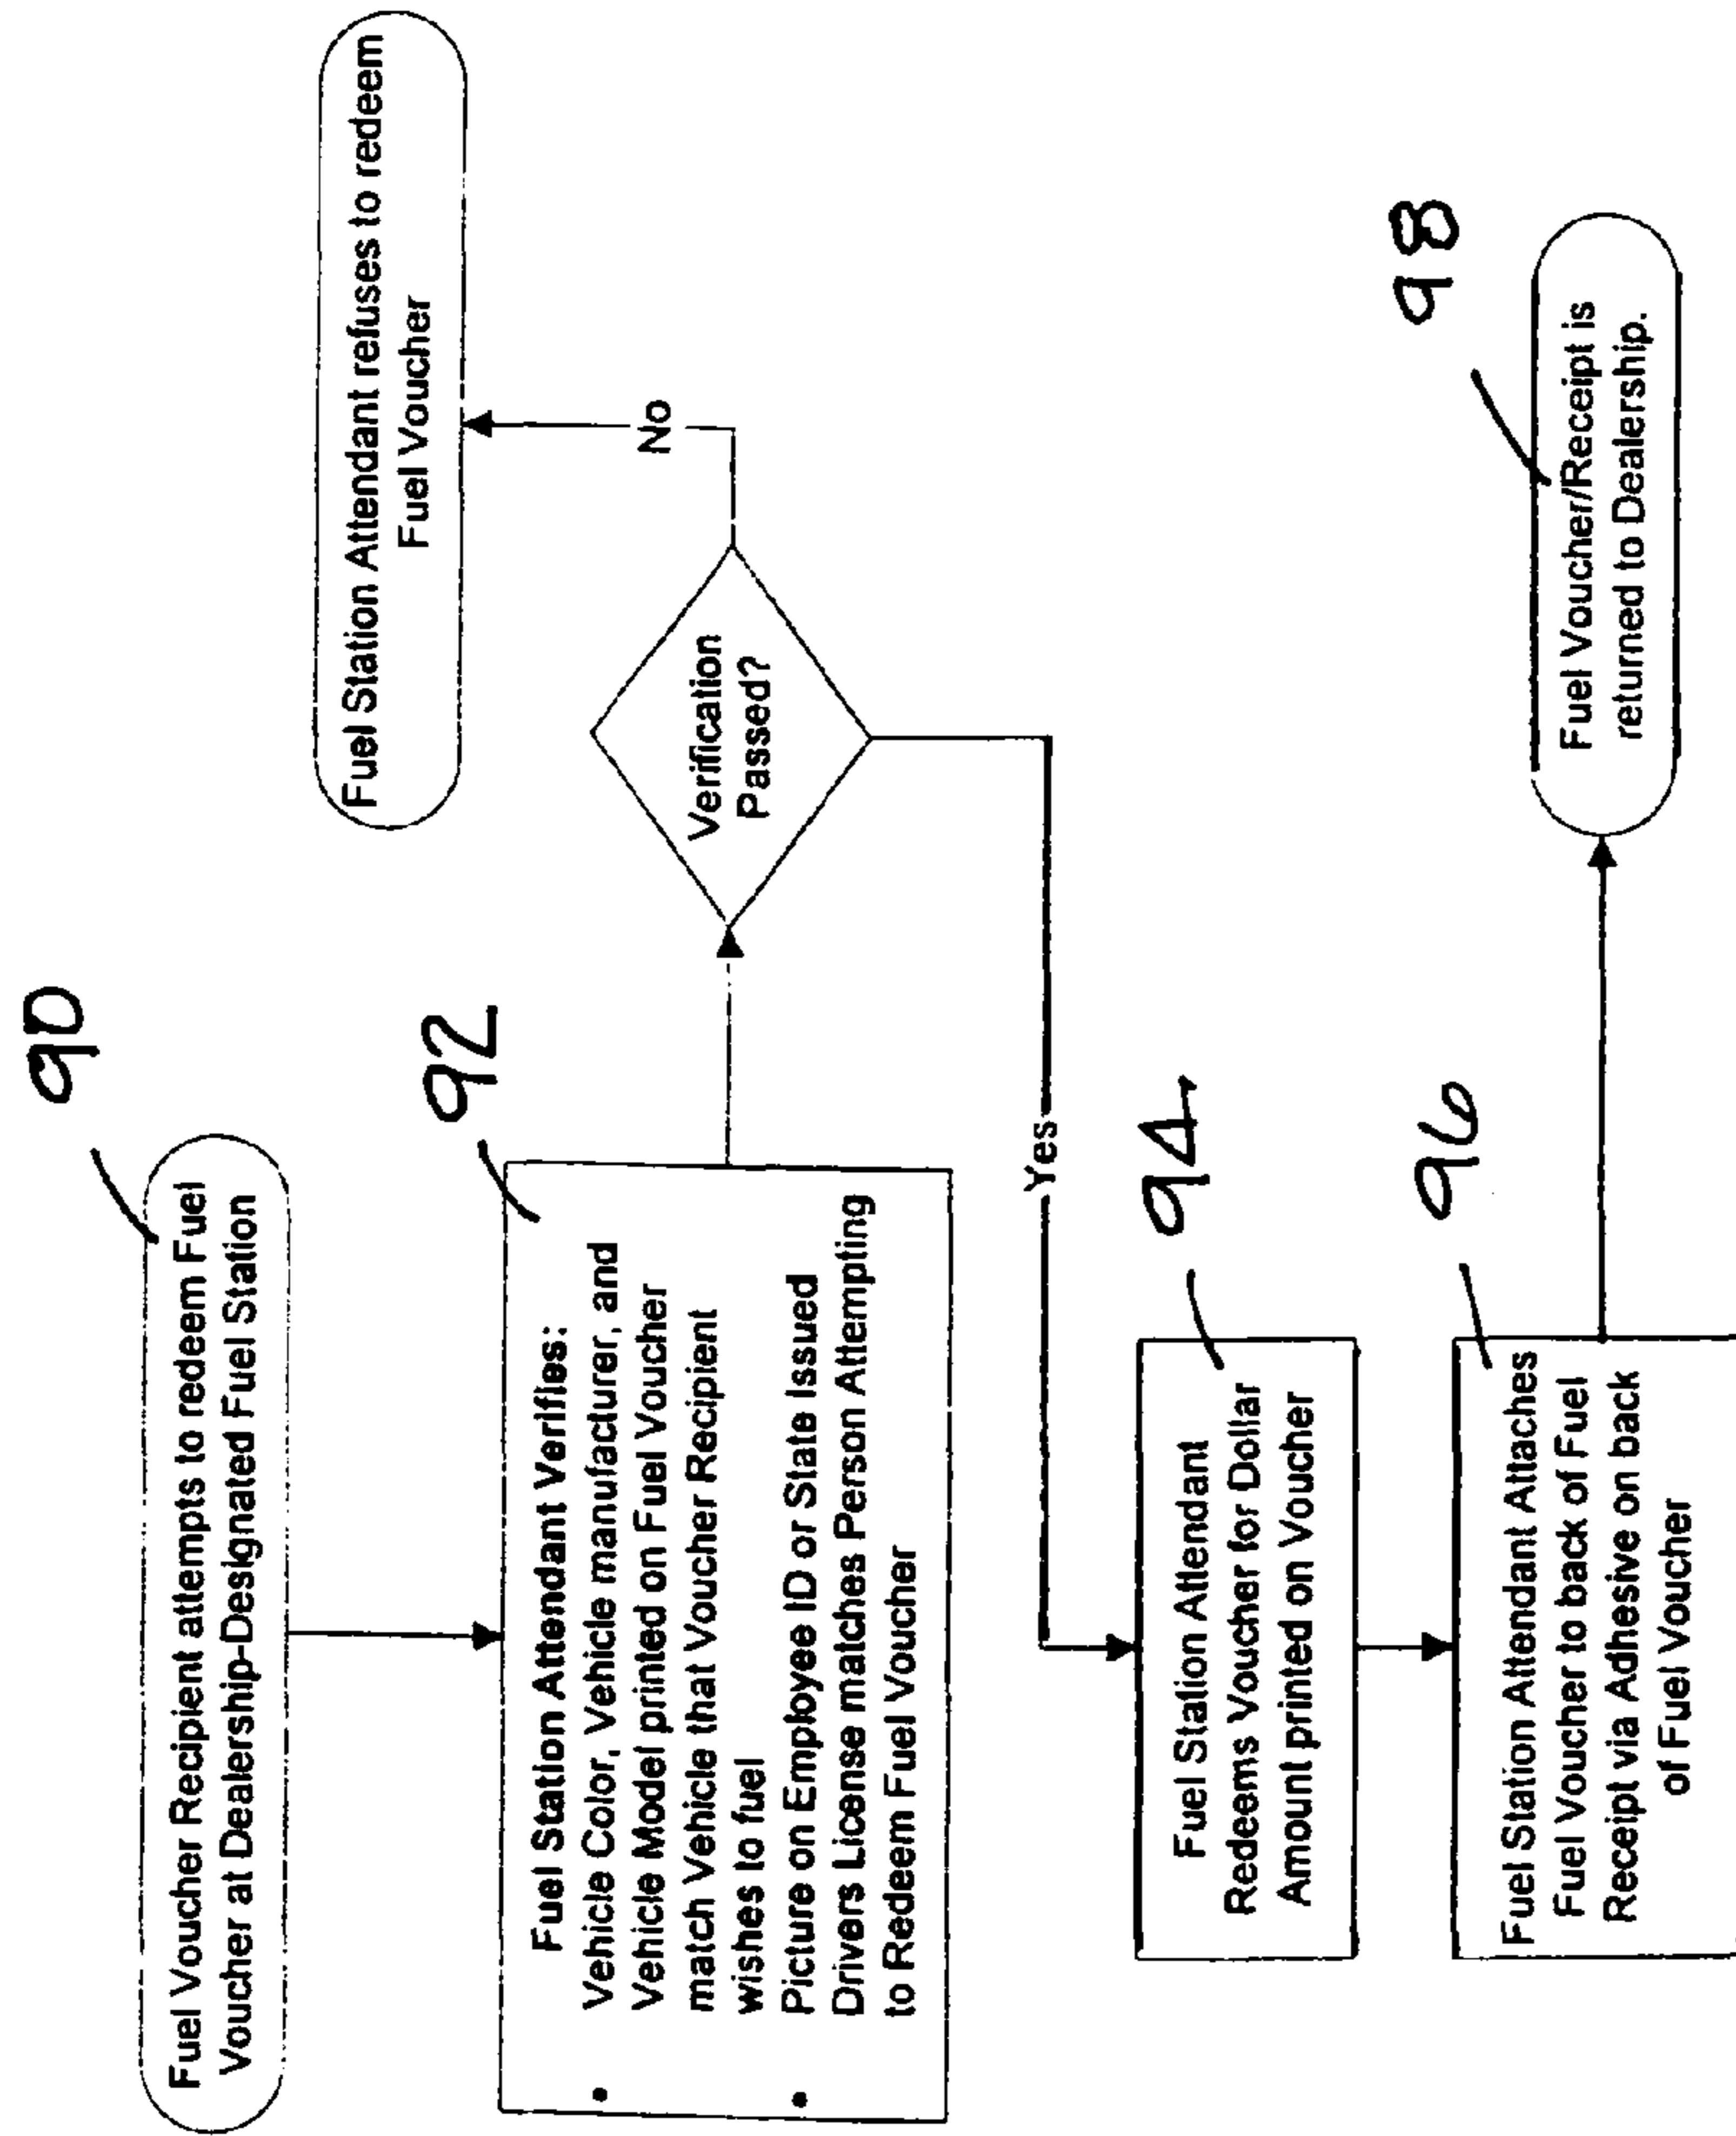 90
Fuel Voucher Recipient attempts to redeem Fuel
Voucher at Dealership-Designated Fuel Station
92
Fuel Station Attendant Verifies:
• Vehicle Color, Vehicle manufacturer, and
Vehicle Model printed on Fuel Voucher
match Vehicle that Voucher Recipient
wishes to fuel
• Picture on Employee ID or State Issued
Drivers License matches Person Attempting
to Redeem Fuel Voucher
Verification
Passed?
No
Fuel Station Attendant refuses to redeem
Fuel Voucher
Yes
94
Fuel Station Attendant
Redeems Voucher for Dollar
Amount printed on Voucher
96
Fuel Station Attendant Attaches
Fuel Voucher to back of Fuel
Receipt via Adhesive on back
of Fuel Voucher
98
Fuel Voucher/Receipt is
returned to Dealership.